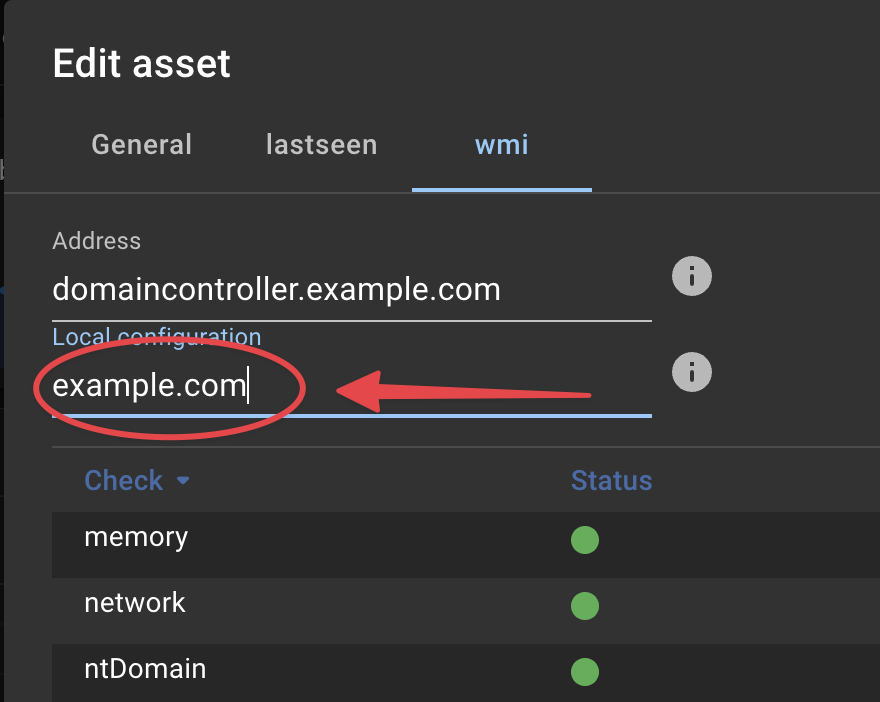 Edit asset
General lastseen wmi
Address
domaincontroller.example.com
Local configuration
example.com
Check Status
memory
network
ntDomain